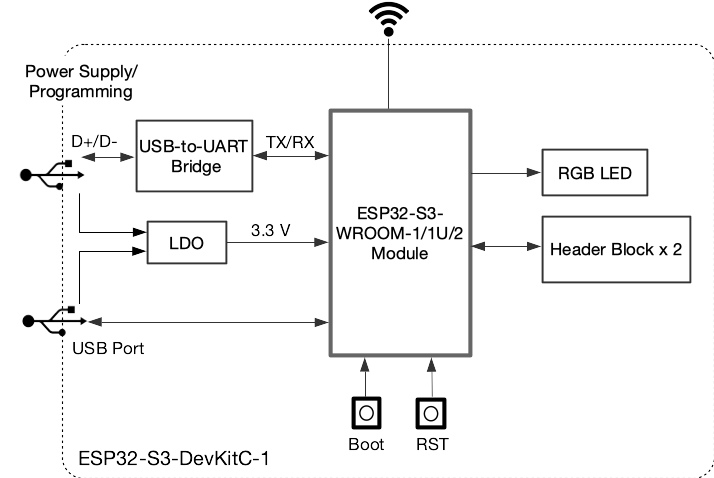 Power Supply/
Programming
D+/D-
USB-to-UART
Bridge
TX/RX
RGB LED
ESP32-S3-
WROOM-1/1U/2
Module
LDO
3.3 V
Header Block x 2
USB Port
Boot
RST
ESP32-S3-DevKitC-1